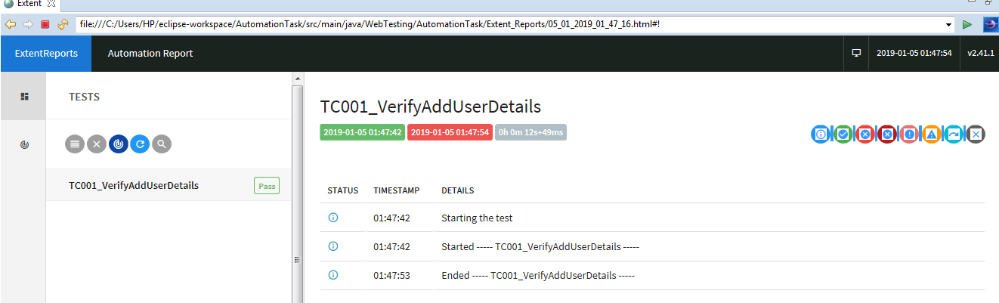 Extent
file:///C:/Users/HP/eclipse-workspace/AutomationTask/src/main/java/WebTesting/AutomationTask/Extent_Reports/05_01_2019_01_47_16.html#!
ExtentReports Automation Report 2019-01-05 01:47:54 v2.41.1
TESTS
TC001_VerifyAddUserDetails
2019-01-05 01:47:42 2019-01-05 01:47:54 0h 0m 12s+49ms
TC001_VerifyAddUserDetails Pass
STATUS TIMESTAMP DETAILS
01:47:42 Starting the test
01:47:42 Started ----- TC001_VerifyAddUserDetails -----
01:47:53 Ended ----- TC001_VerifyAddUserDetails -----